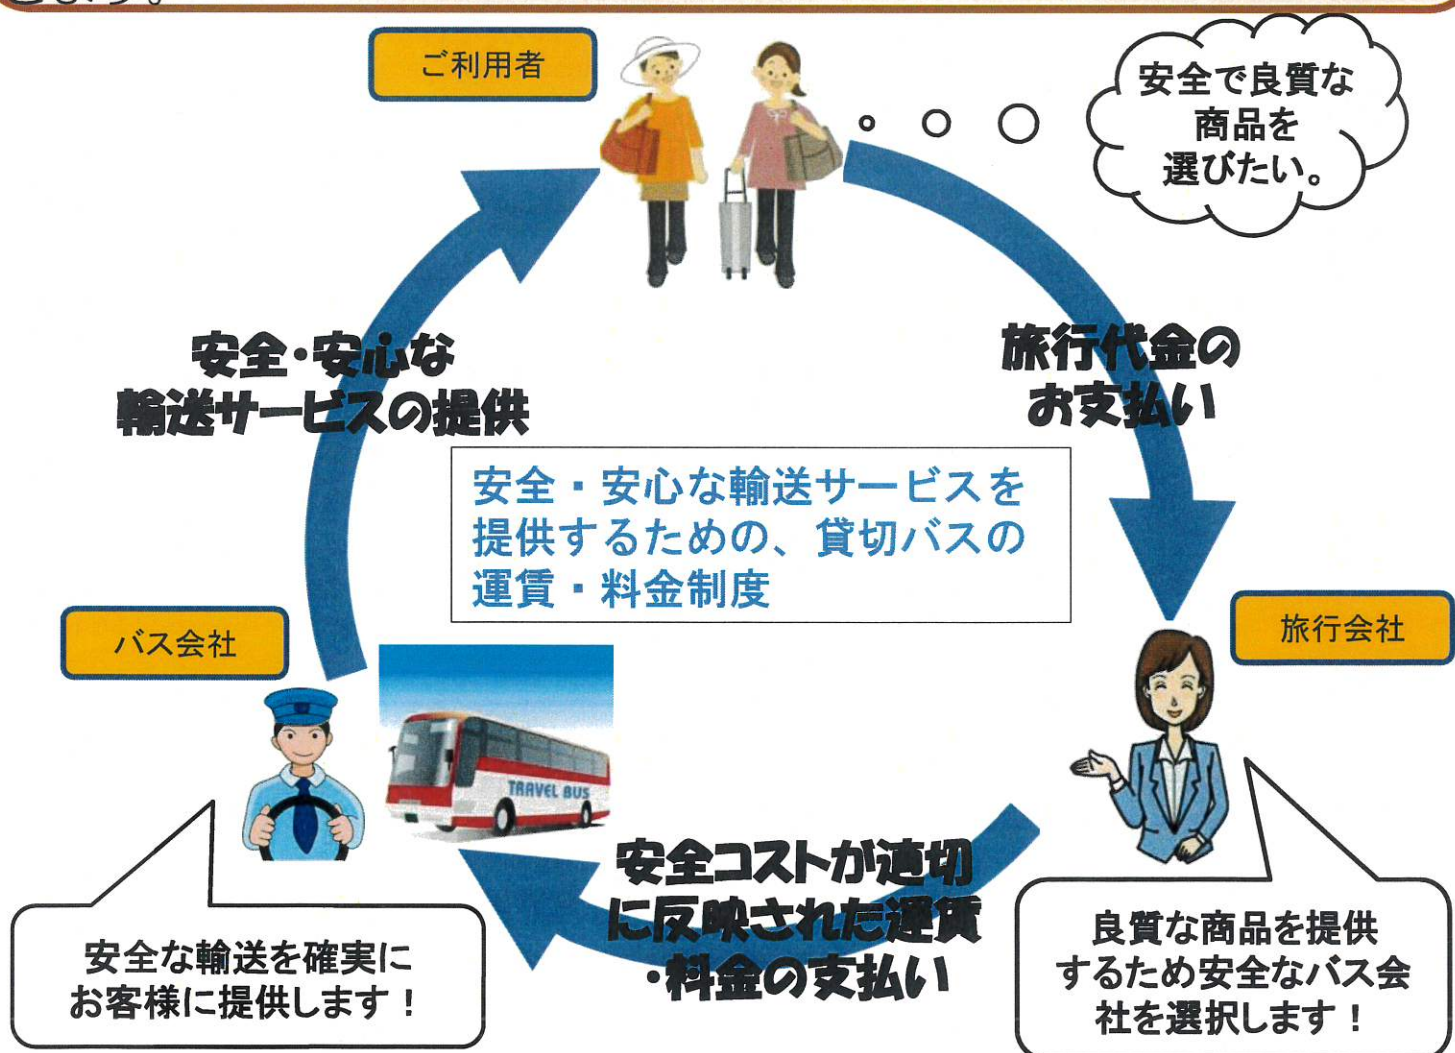 ご利用者
安全で良質な
商品を
選びたい。
安全・安心な
輸送サービスの提供
旅行代金の
お支払い
安全・安心な輸送サービスを
提供するための、貸切バスの
運賃・料金制度
バス会社
旅行会社
TRAVEL BUS
安全コストが適切
に反映された運賃
・料金の支払い
安全な輸送を確実に
お客様に提供します！
良質な商品を提供
するため安全なバス会
社を選択します！